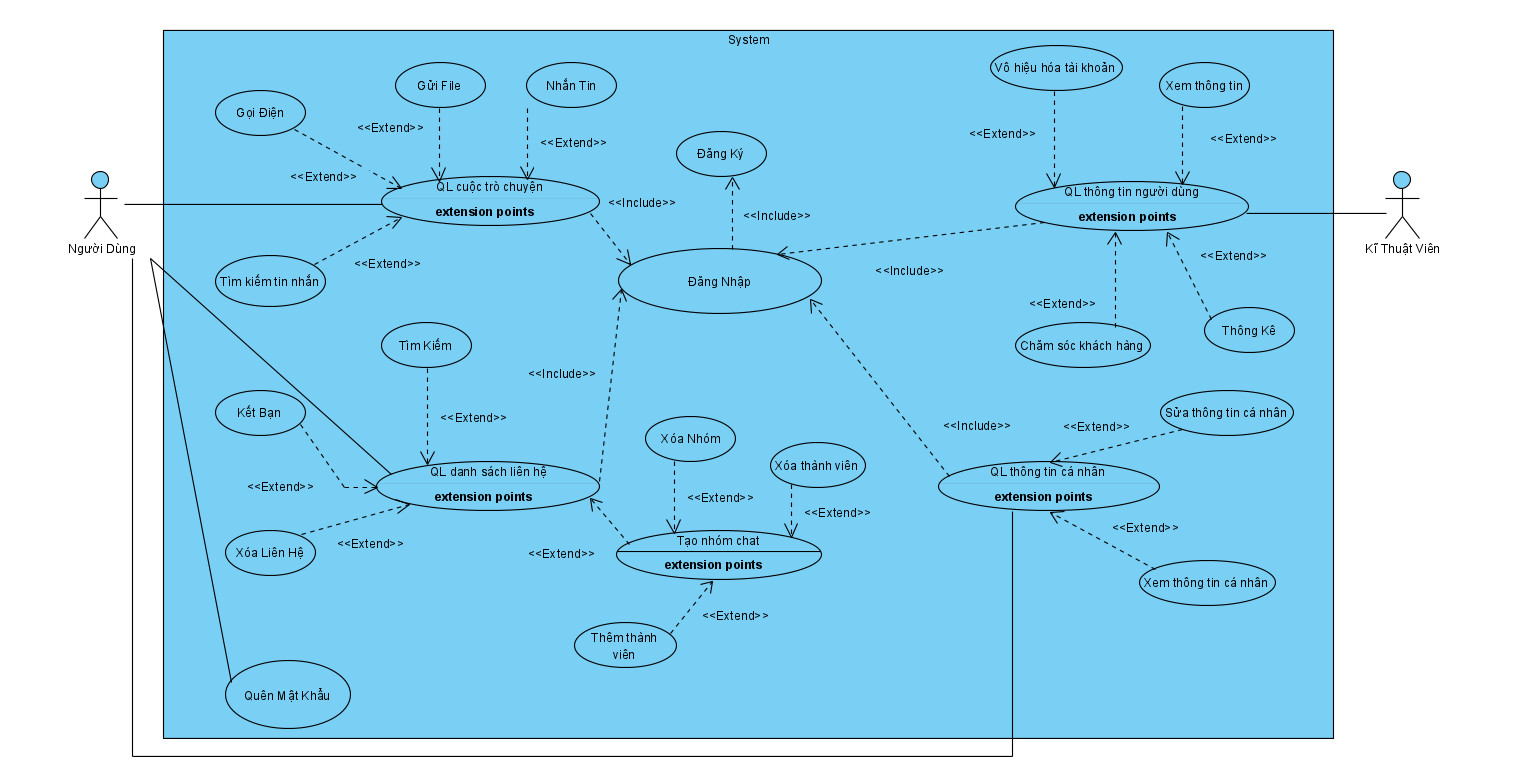 System
Vô hiệu hóa tài khoản
Gửi File
Nhắn Tin
Xem thông tin
Gọi Điện
<<Extend>>
<<Extend>>
<<Extend>>
<<Extend>>
Đăng Ký
<<Extend>>
QL cuộc trò chuyện
extension points
QL thông tin người dùng
extension points
<<Include>>
<<Include>>
Người Dùng
Kĩ Thuật Viên
<<Extend>>
<<Extend>>
<<Include>>
Tìm kiếm tin nhắn
Đăng Nhập
<<Extend>>
Thông Kê
Tìm Kiếm
Chăm sóc khách hàng
<<Include>>
Kết Bạn
Sửa thông tin cá nhân
<<Extend>>
<<Include>>
<<Extend>>
Xóa Nhóm
Xóa thành viên
QL danh sách liên hệ
extension points
QL thông tin cá nhân
extension points
<<Extend>>
<<Extend>>
<<Extend>>
<<Extend>>
Tạo nhóm chat
extension points
<<Extend>>
<<Extend>>
Xóa Liên Hệ
Xem thông tin cá nhân
<<Extend>>
Thêm thành
viên
Quên Mật Khẩu